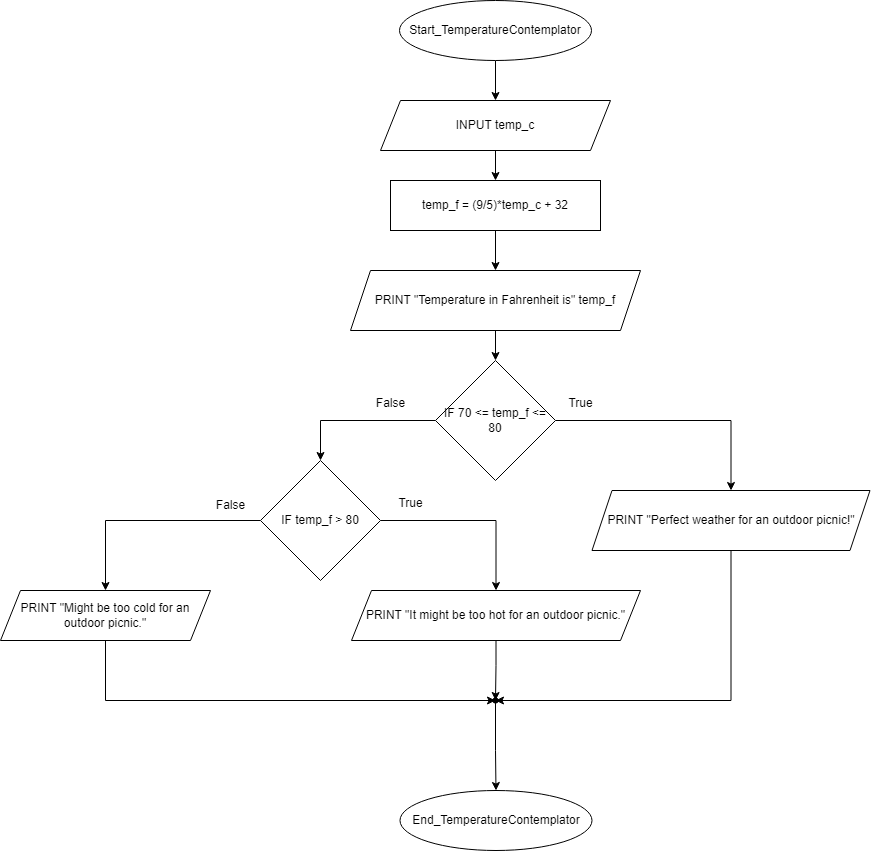 Start_TemperatureContemplator
INPUT temp_c
temp_f = (9/5)*temp_c + 32
PRINT "Temperature in Fahrenheit is" temp_f
False
True
IF 70 <= temp_f <=
80
False
True
IF temp_f > 80
PRINT "Perfect weather for an outdoor picnic!"
PRINT "Might be too cold for an
outdoor picnic."
PRINT "It might be too hot for an outdoor picnic."
End_TemperatureContemplator